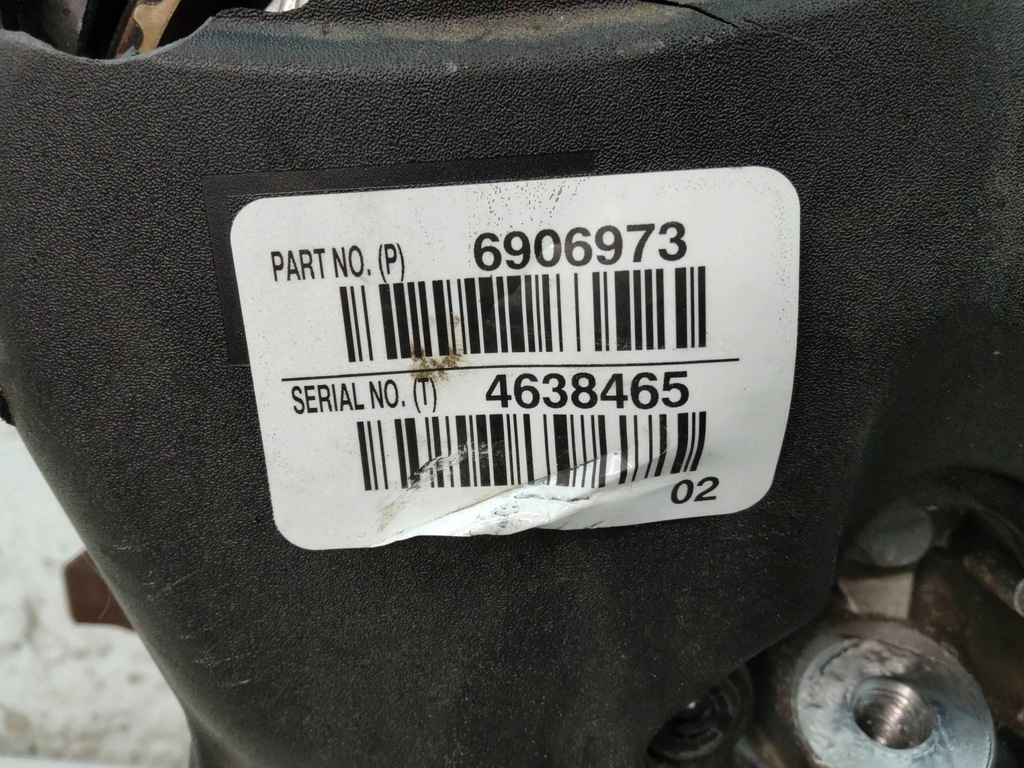 PART NO. (P) 6906973
SERIAL NO. (T) 4638465
02